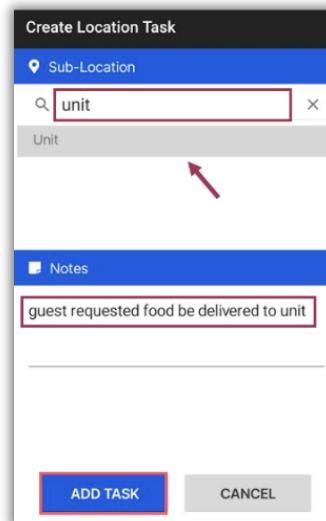 Create Location Task
Sub-Location
unit
Unit
Notes
guest requested food be delivered to unit
ADD TASK
CANCEL